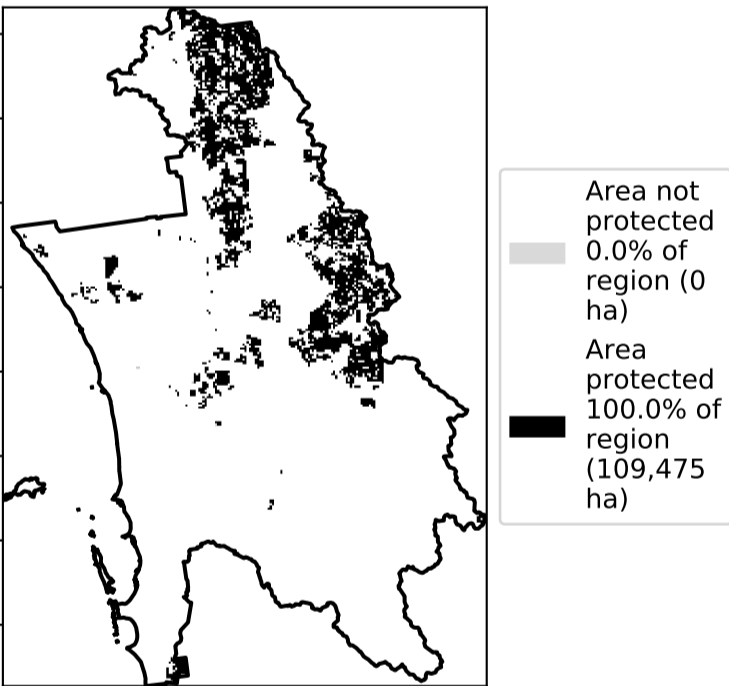 Area not
protected
0.0% of
region (0
ha)
Area
protected
100.0% of
region
(109,475
ha)